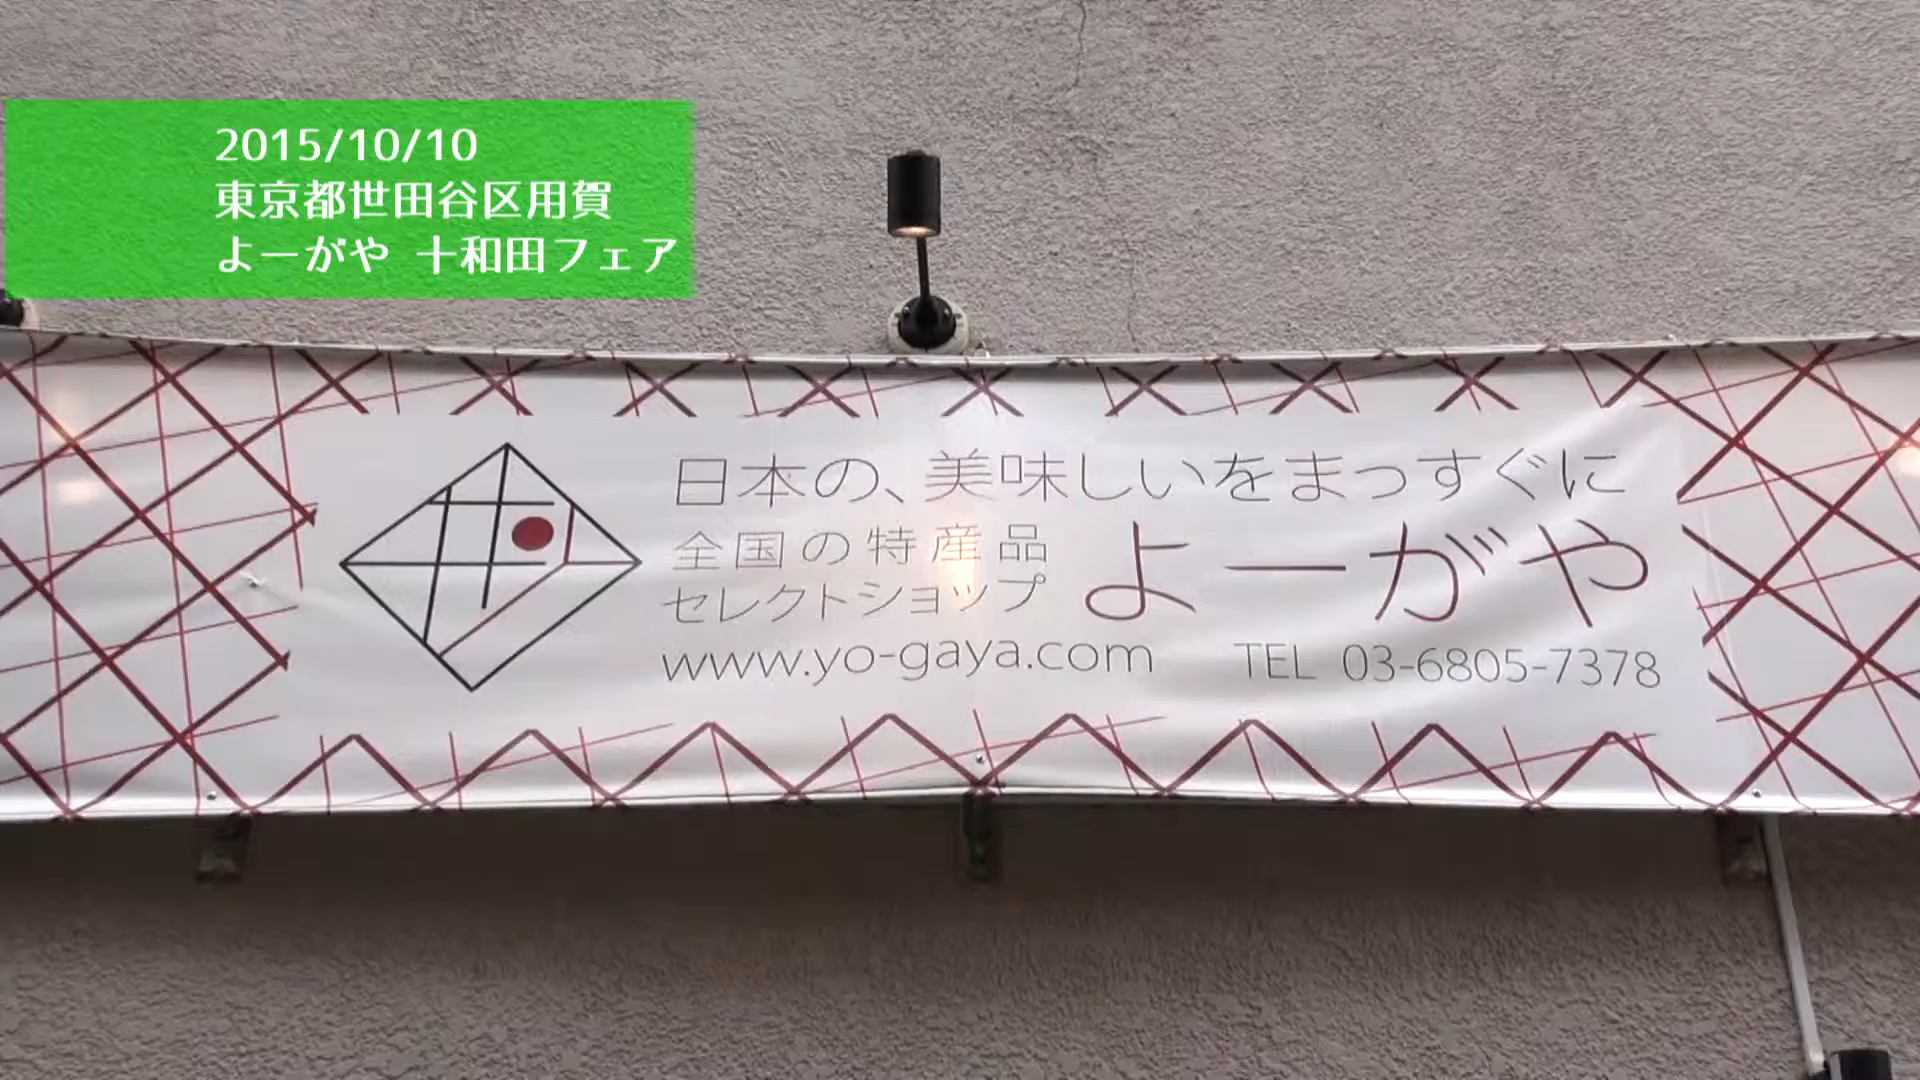 2015/10/10
東京都世田谷区用賀
よーがや 十和田フェア
日本の、美味しいをまっすぐに
全国の特産品
セレクトショップ
よーがや
www.yo-gaya.com TEL 03-6805-7378